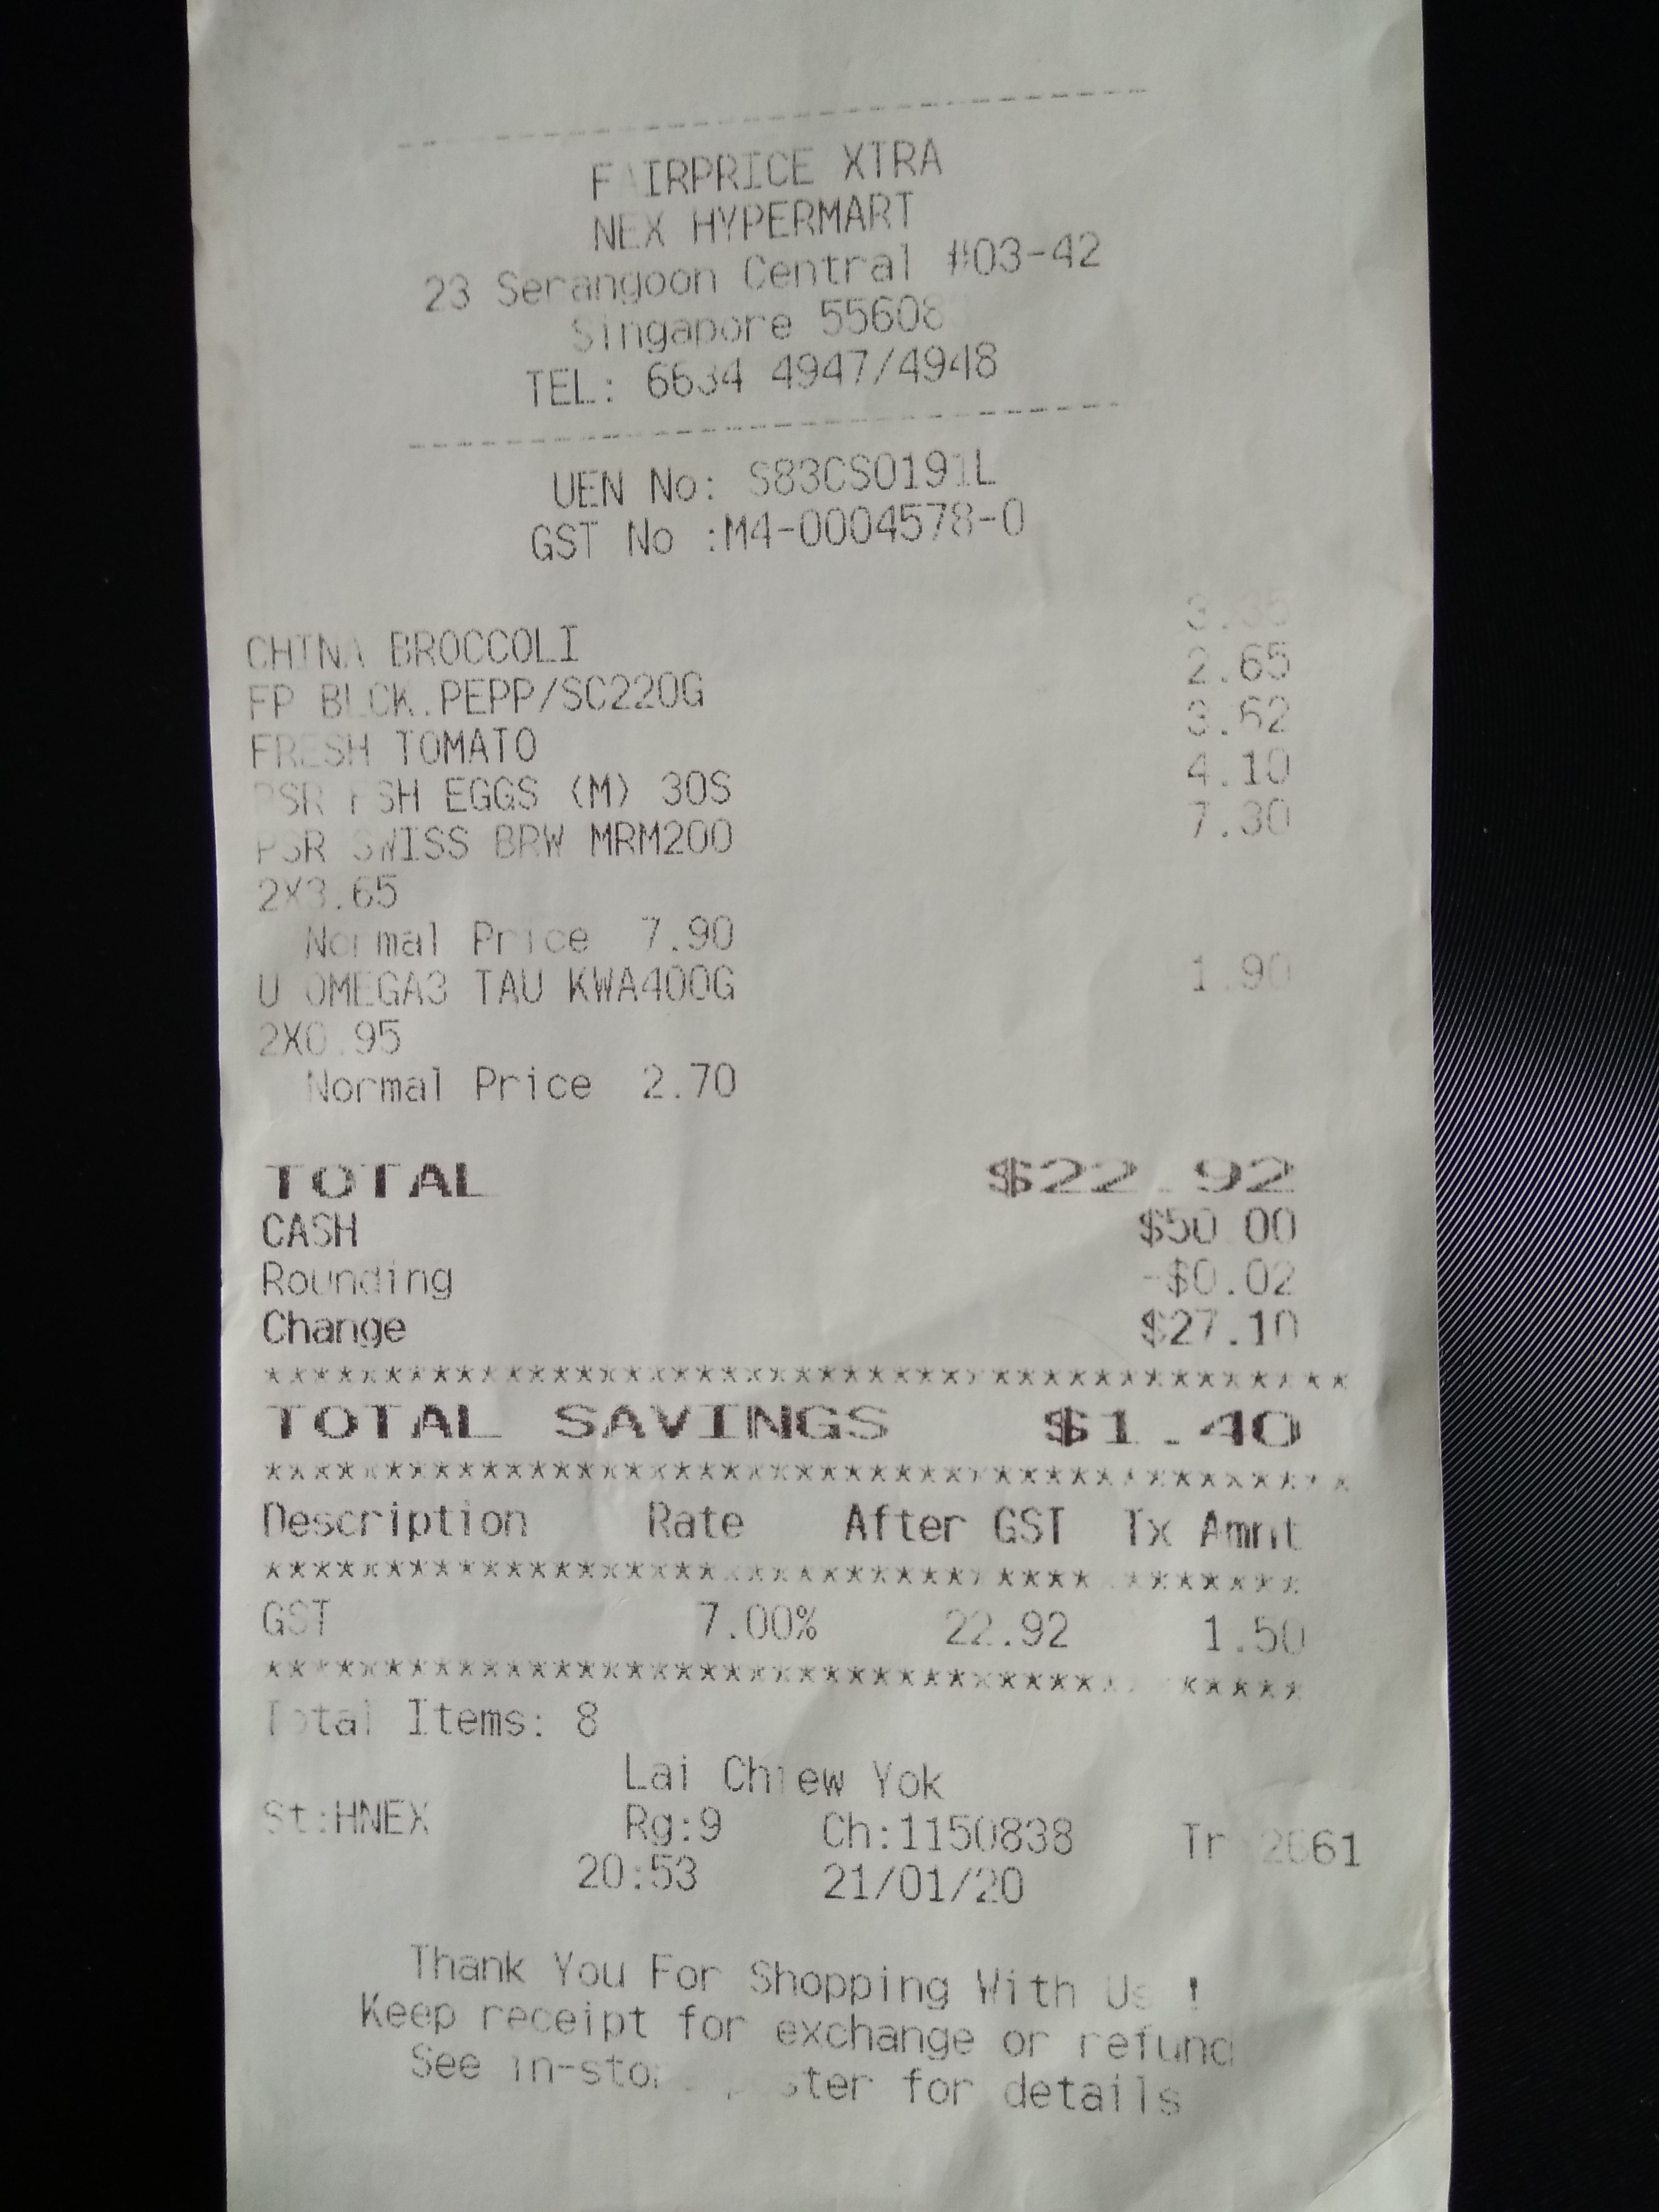 FAIRPRICE XTRA
NEX HYPERMART
23 Serangoon Central #03-42
Singapore
TEL: 6634 4947/4948
UEN No: S83CS0191L
GST No :M4-0004578-0
CHINA BROCCOLI 3.35
FP BLCK.PEPP/SC220G 2.65
FRESH TOMATO 3.62
PSR FSH EGGS (M) 30S 4.10
PSR SWISS BRW MRM200 7.30
2X3.65
Normal Price 7.90
U OMEGA3 TAU KWA400G 1.90
2X0.95
Normal Price 2.70
TOTAL $22.92
CASH $50.00
Rounding -$0.02
Change $27.10
******************************************
TOTAL SAVINGS $1.40
******************************************
Description Rate After GST Tx Amnt
******************************************
GST 7.00% 22.92 1.50
******************************************
Total Items: 8
Lai Chiew Yok
St:HNEX Rg:9 Ch:1150838 Tr
20:53 21/01/20
Thank You For Shopping With Us !
Keep receipt for exchange or refund
See in-store poster for details